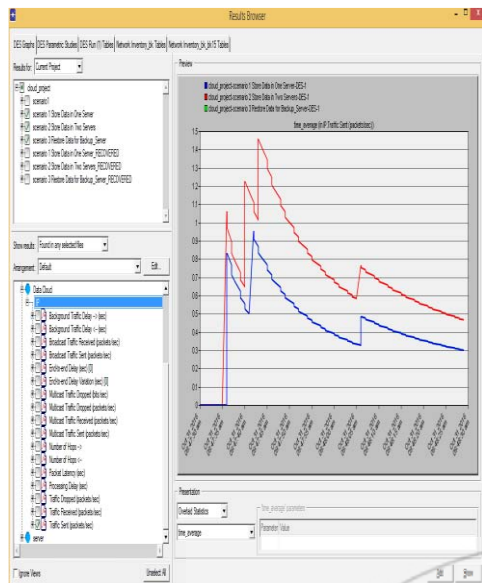 Results Browser
DES Graphs DES Parametric Studies DES Run (1) Tables Network Inventory_bk Tables Network Inventory_bk_bk15 Tables
Results for: Current Project
cloud_project
scenario1
scenario 1 Store Data in One Server
scenario 2 Store Data in Two Servers
scenario 3 Restore Data for Backup_Server
scenario 1 Store Data in One Server_RECOVERED
scenario 2 Store Data in Two Servers_RECOVERED
scenario 3 Restore Data for Backup_Server_RECOVERED
Show results: Found in any selected files
Arrangement: Default Edit...
Data Cloud
IP
Background Traffic Delay --> (sec)
Background Traffic Delay <-- (sec)
Broadcast Traffic Received (packets/sec)
Broadcast Traffic Sent (packets/sec)
End-to-end Delay (sec) [0]
End-to-end Delay Variation (sec) [0]
Multicast Traffic Dropped (bits/sec)
Multicast Traffic Dropped (packets/sec)
Multicast Traffic Received (packets/sec)
Multicast Traffic Sent (packets/sec)
Number of Hops -->
Number of Hops <--
Packet Latency (sec)
Processing Delay (sec)
Traffic Dropped (packets/sec)
Traffic Received (packets/sec)
Traffic Sent (packets/sec)
server
Ignore Views Unselect All
Preview
cloud_project-scenario 1 Store Data in One Server-DES-1
cloud_project-scenario 2 Store Data in Two Servers-DES-1
cloud_project-scenario 3 Restore Data for Backup_Server-DES-1
time_average (in IP.Traffic Sent (packets/sec))
1.5
1.4
1.3
1.2
1.1
1
0.9
0.8
0.7
0.6
0.5
0.4
0.3
0.2
0.1
0
Presentation
Overlaid Statistics
time_average
time_average parameters
Parameter Value
Add Show